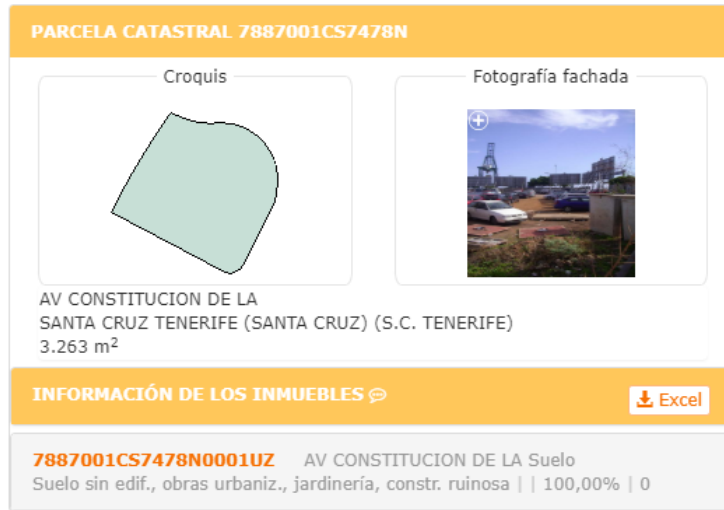 PARCELA CATASTRAL 7887001CS7478N
Croquis
Fotografía fachada
AV CONSTITUCION DE LA
SANTA CRUZ TENERIFE (SANTA CRUZ) (S.C. TENERIFE)
3.263 m²
INFORMACIÓN DE LOS INMUEBLES
Excel
7887001CS7478N0001UZ AV CONSTITUCION DE LA Suelo
Suelo sin edif., obras urbaniz., jardinería, constr. ruinosa | | 100,00% | 0